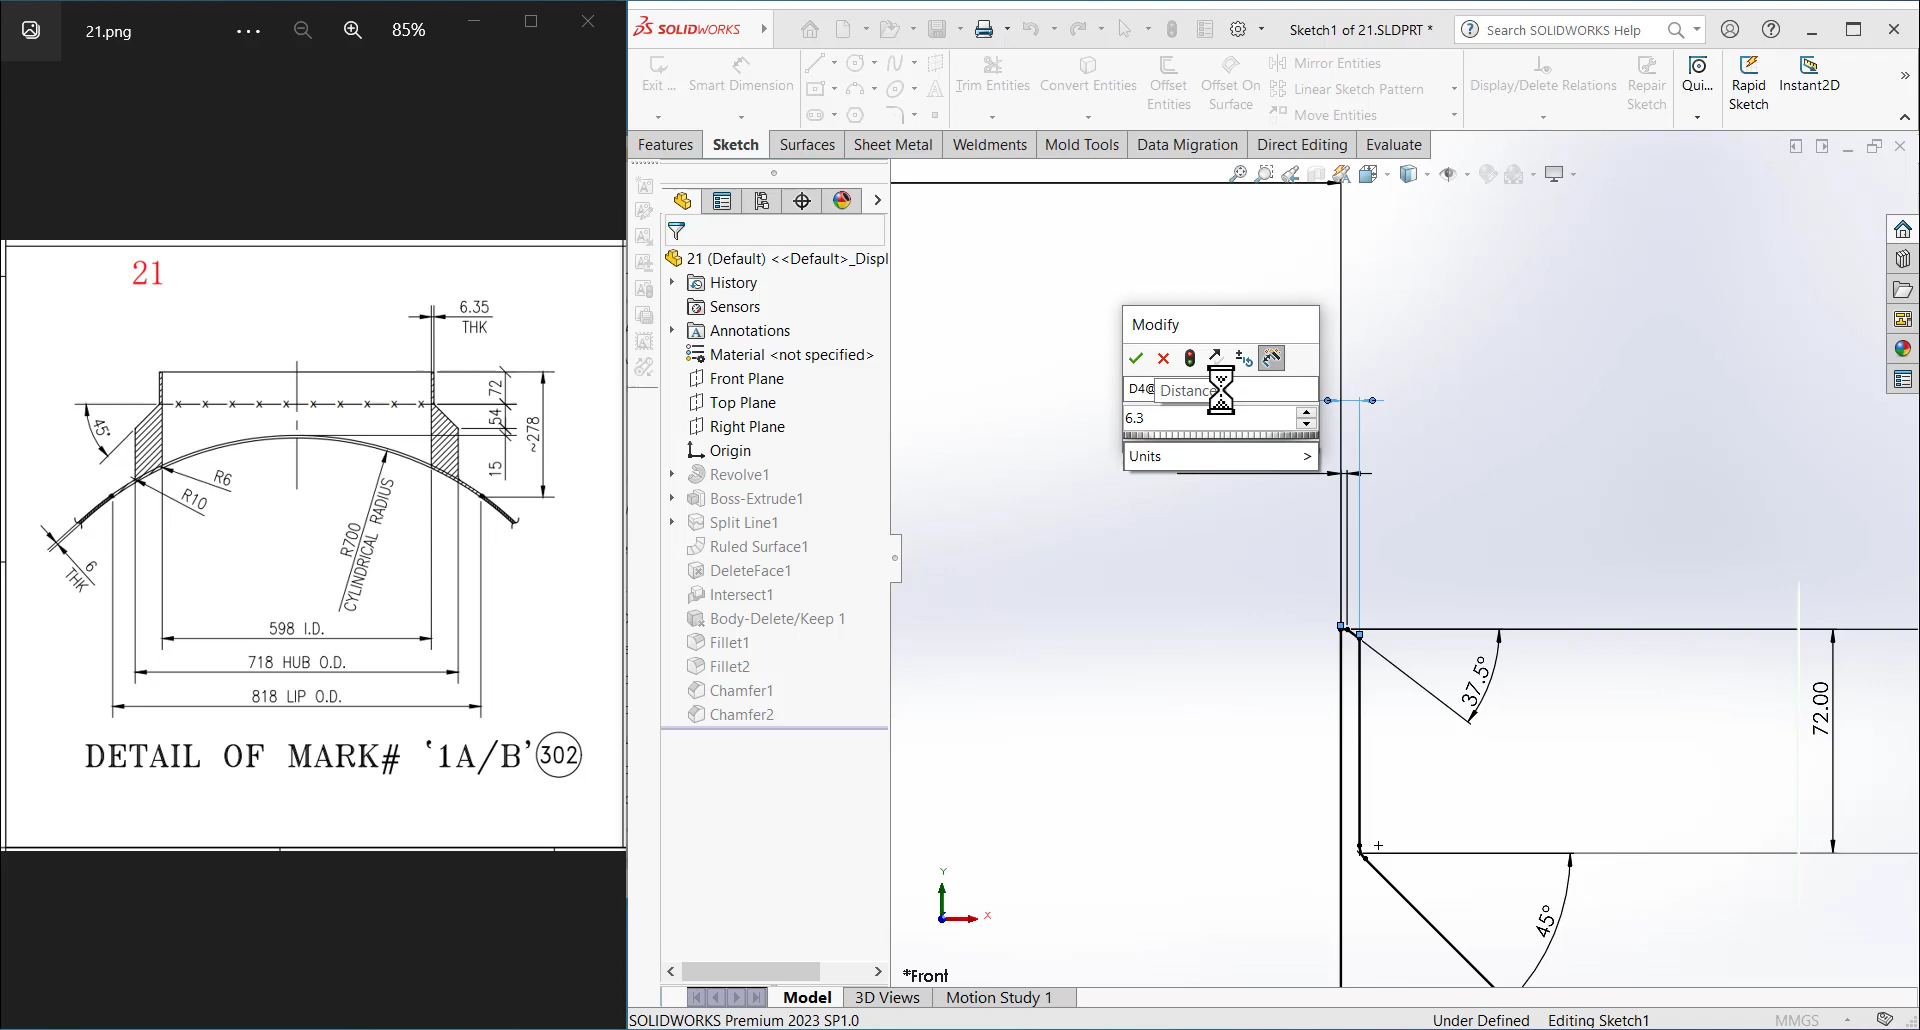 21.png
85%
21
6.35
THK
72
54
~278
15
45°
R6
R10
R700
CYLINDRICAL RADIUS
6
THK
598 I.D.
718 HUB O.D.
818 LIP O.D.
DETAIL OF MARK# '1A/B' 302
SOLIDWORKS
Sketch1 of 21.SLDPRT *
Search SOLIDWORKS Help
Exit ...
Smart Dimension
Trim Entities
Convert Entities
Offset Entities
Offset On Surface
Mirror Entities
Linear Sketch Pattern
Move Entities
Display/Delete Relations
Repair Sketch
Qui...
Rapid Sketch
Instant2D
Features
Sketch
Surfaces
Sheet Metal
Weldments
Mold Tools
Data Migration
Direct Editing
Evaluate
21 (Default) <<Default>_Displ
History
Sensors
Annotations
Material <not specified>
Front Plane
Top Plane
Right Plane
Origin
Revolve1
Boss-Extrude1
Split Line1
Ruled Surface1
DeleteFace1
Intersect1
Body-Delete/Keep 1
Fillet1
Fillet2
Chamfer1
Chamfer2
Modify
D4@
Distance
6.3
Units >
37.5°
72.00
45°
Y
X
*Front
Model
3D Views
Motion Study 1
SOLIDWORKS Premium 2023 SP1.0
Under Defined
Editing Sketch1
MMGS